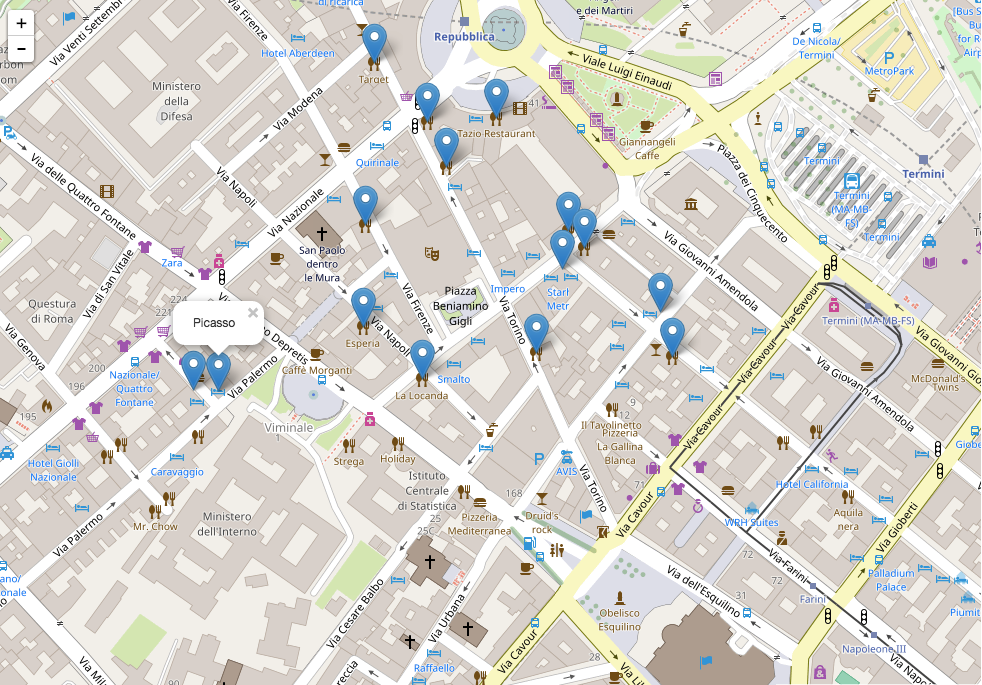 +
−
Via Venti Settembre
Via Firenze
di ricarica
Hotel Aberdeen
Target
Repubblica
e dei Martiri
De Nicola/
Termini
MetroPark
Viale Luigi Einaudi
Ministero
della
Difesa
Via Modena
41
Tazio Restaurant
Giannangeli
Caffe
Termini
Piazza dei Cinquecento
Termini
Termini
(MA-MB-
FS)
Termini
Via delle Quattro Fontane
Via Napoli
Quirinale
Via Nazionale
San Paolo
dentro
le Mura
Zara
Via di San Vitale
Questura
di Roma
Via Genova
224
221
Picasso
×
Via Firenze
Piazza
Beniamino
Gigli
Impero
Via Torino
Starl
Metr
Via Giovanni Amendola
Via Cavour
Via Cavour
Termini (MA-MB-FS)
Via Giovanni
Via Giovanni Amendola
McDonald's
Twins
Esperia
Via Napoli
Depretis
Caffè Morganti
Via Palermo
Smalto
La Locanda
200
196
195
Nazionale/
Quattro
Fontane
Viminale
1
Strega
Holiday
Il Tavolinetto
Pizzeria
La Gallina
Blanca
12
9
Via Cavour
AVIS
Via Torino
Hotel Giolli
Nazionale
Caravaggio
Mr. Chow
Istituto
Centrale
di Statistica
25
25C
168
Pizzeria
Mediterranea
Druid's
rock
Via Cavour
Hotel California
Aquila
nera
Via Gioberti
WRH Suites
72
72
Via Farini
Farini
Palladium
Palace
Via Palermo
Ministero
dell'Interno
Via Cesare Balbo
Via Urbana
Raffaello
Via Cavour
Obelisco
Esquilino
Via dell'Esquilino
31
28
Napoleone III